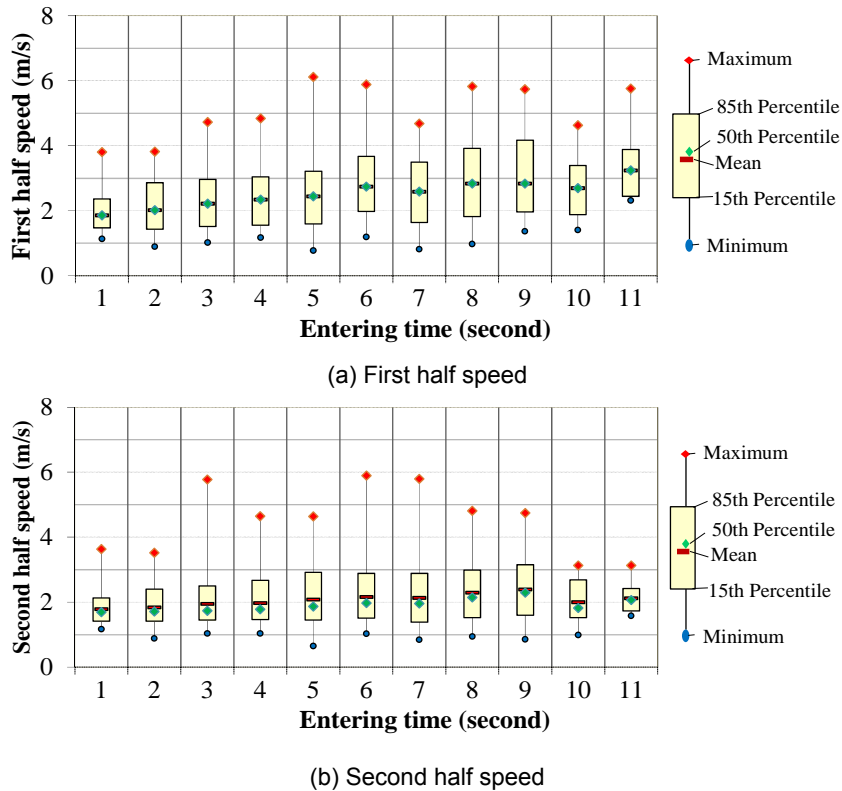 8
6
4
2
0
First half speed (m/s)
1 2 3 4 5 6 7 8 9 10 11
Entering time (second)
Maximum
85th Percentile
50th Percentile
Mean
15th Percentile
Minimum
(a) First half speed
8
6
4
2
0
Second half speed (m/s)
1 2 3 4 5 6 7 8 9 10 11
Entering time (second)
Maximum
85th Percentile
50th Percentile
Mean
15th Percentile
Minimum
(b) Second half speed